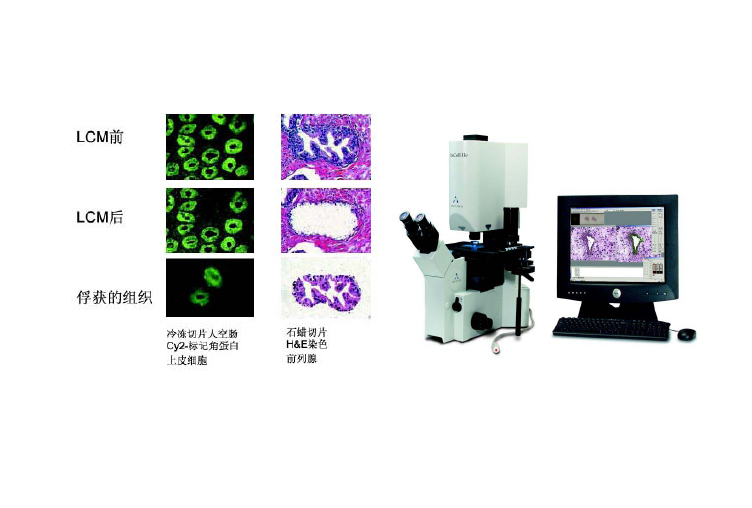 LCM前
LCM后
俘获的组织
冷冻切片人空肠
Cy2-标记角蛋白
上皮细胞
石蜡切片
H&E染色
前列腺